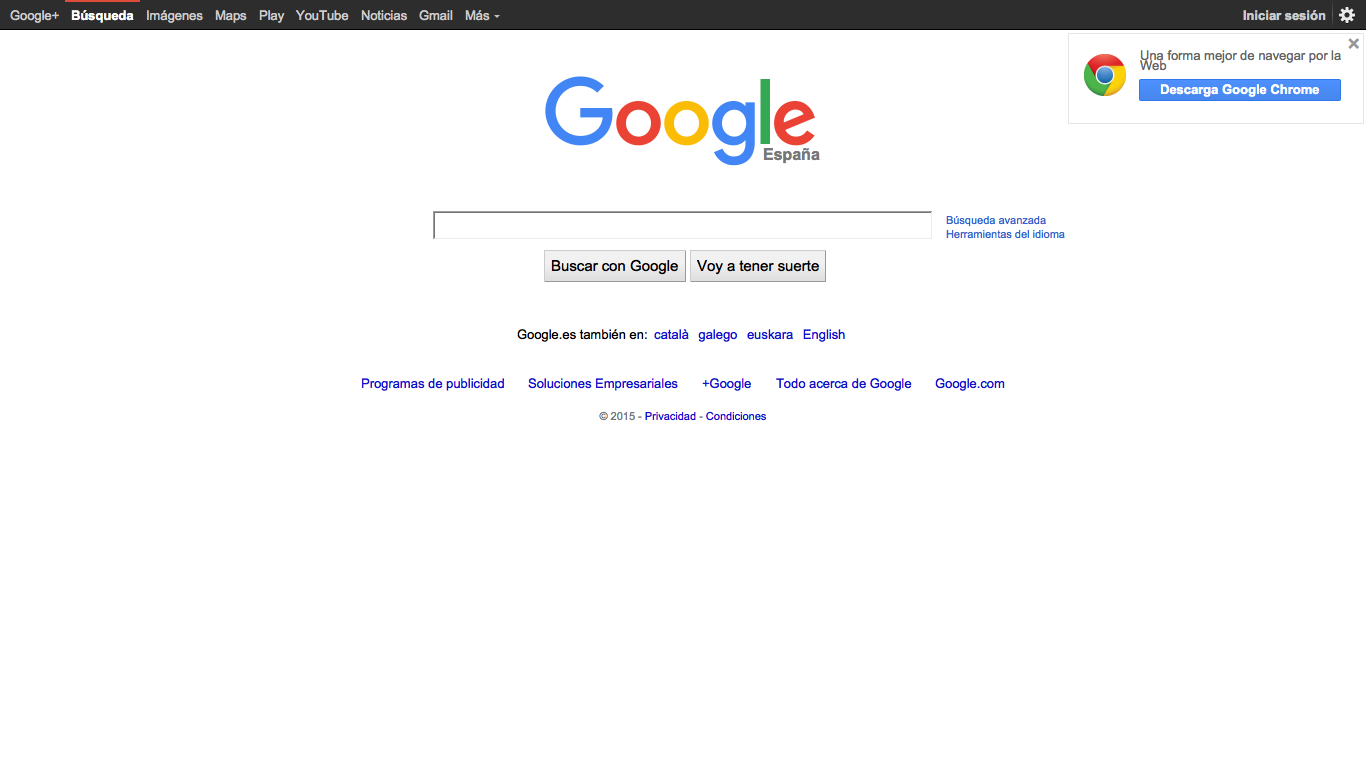 Google+ Búsqueda Imágenes Maps Play YouTube Noticias Gmail Más Iniciar sesión
Una forma mejor de navegar por la
Web
Descarga Google Chrome
Google
España
Búsqueda avanzada
Herramientas del idioma
Buscar con Google Voy a tener suerte
Google.es también en: català galego euskara English
Programas de publicidad Soluciones Empresariales +Google Todo acerca de Google Google.com
© 2015 - Privacidad - Condiciones